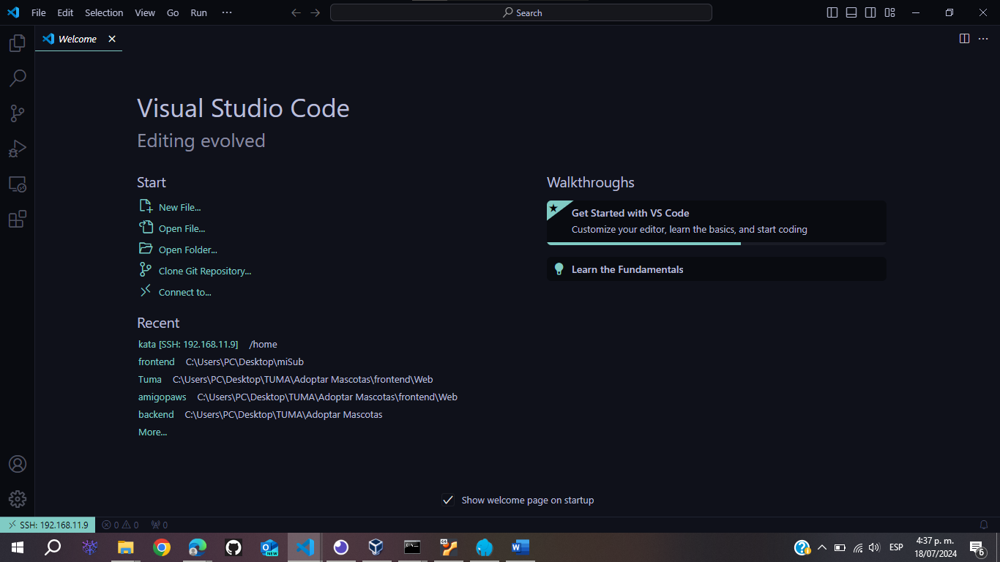 File Edit Selection View Go Run ···
Search
Welcome
Visual Studio Code
Editing evolved
Start
New File...
Open File...
Open Folder...
Clone Git Repository...
Connect to...
Recent
kata [SSH: 192.168.11.9] /home
frontend C:\Users\PC\Desktop\miSub
Tuma C:\Users\PC\Desktop\TUMA\Adoptar Mascotas\frontend\Web
amigopaws C:\Users\PC\Desktop\TUMA\Adoptar Mascotas\frontend\Web
backend C:\Users\PC\Desktop\TUMA\Adoptar Mascotas
More...
Walkthroughs
Get Started with VS Code
Customize your editor, learn the basics, and start coding
Learn the Fundamentals
Show welcome page on startup
SSH: 192.168.11.9 0 0 0
NEW
64
ESP
4:37 p. m.
18/07/2024
6